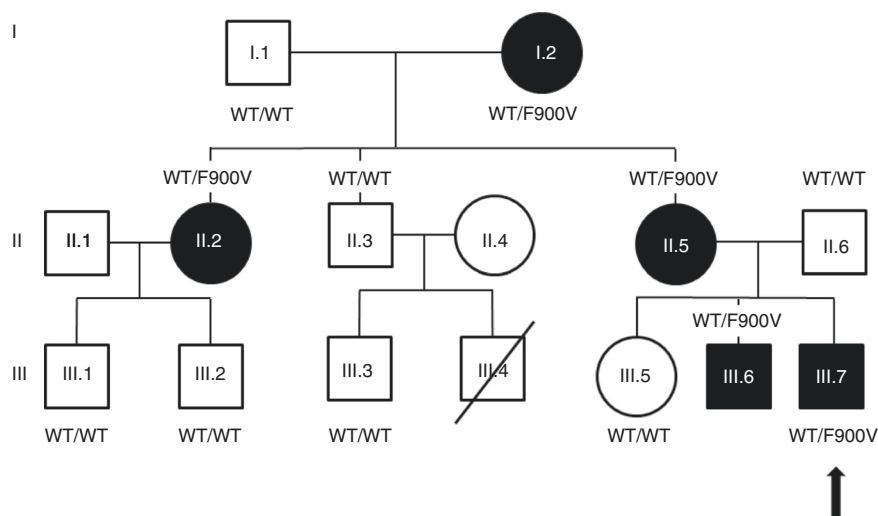 I
I.1 I.2
WT/WT WT/F900V
WT/F900V WT/WT WT/F900V WT/WT
II II.1 II.2 II.3 II.4 II.5 II.6
WT/F900V
III III.1 III.2 III.3 III.4 III.5 III.6 III.7
WT/WT WT/WT WT/WT WT/WT WT/F900V